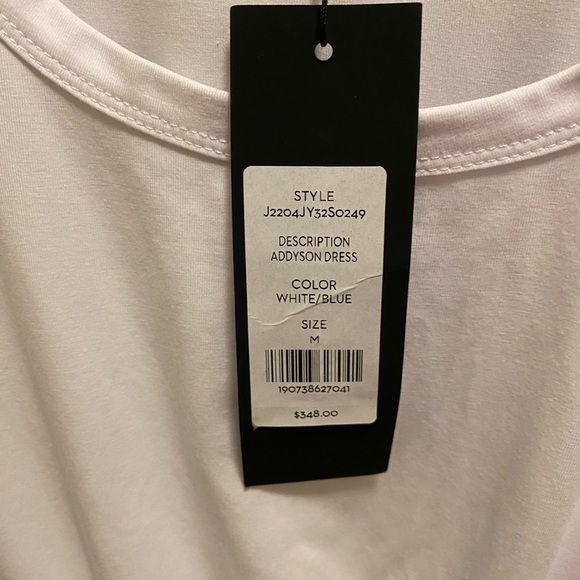 STYLE
J2204JY32S0249
DESCRIPTION
ADDYSON DRESS
COLOR
WHITE/BLUE
SIZE
M
190738627041
$348.00